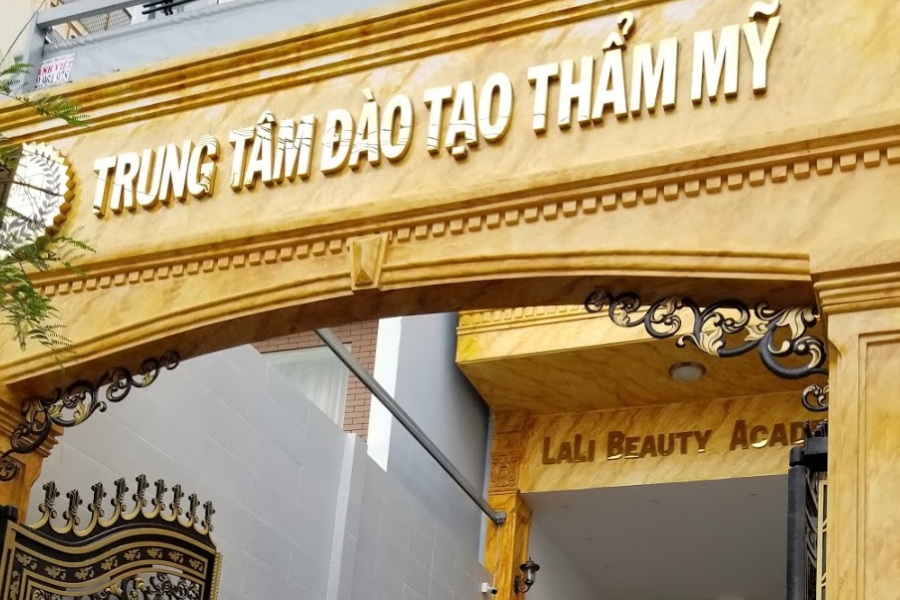 TRUNG TÂM ĐÀO TẠO THẨM MỸ
LALI BEAUTY